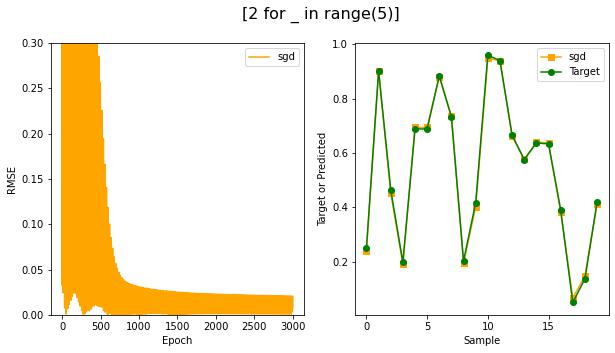 [2 for _ in range(5)]
sgd
RMSE
0.30
0.25
0.20
0.15
0.10
0.05
0.00
0 500 1000 1500 2000 2500 3000
Epoch
sgd
Target
Target or Predicted
1.0
0.8
0.6
0.4
0.2
0 5 10 15
Sample